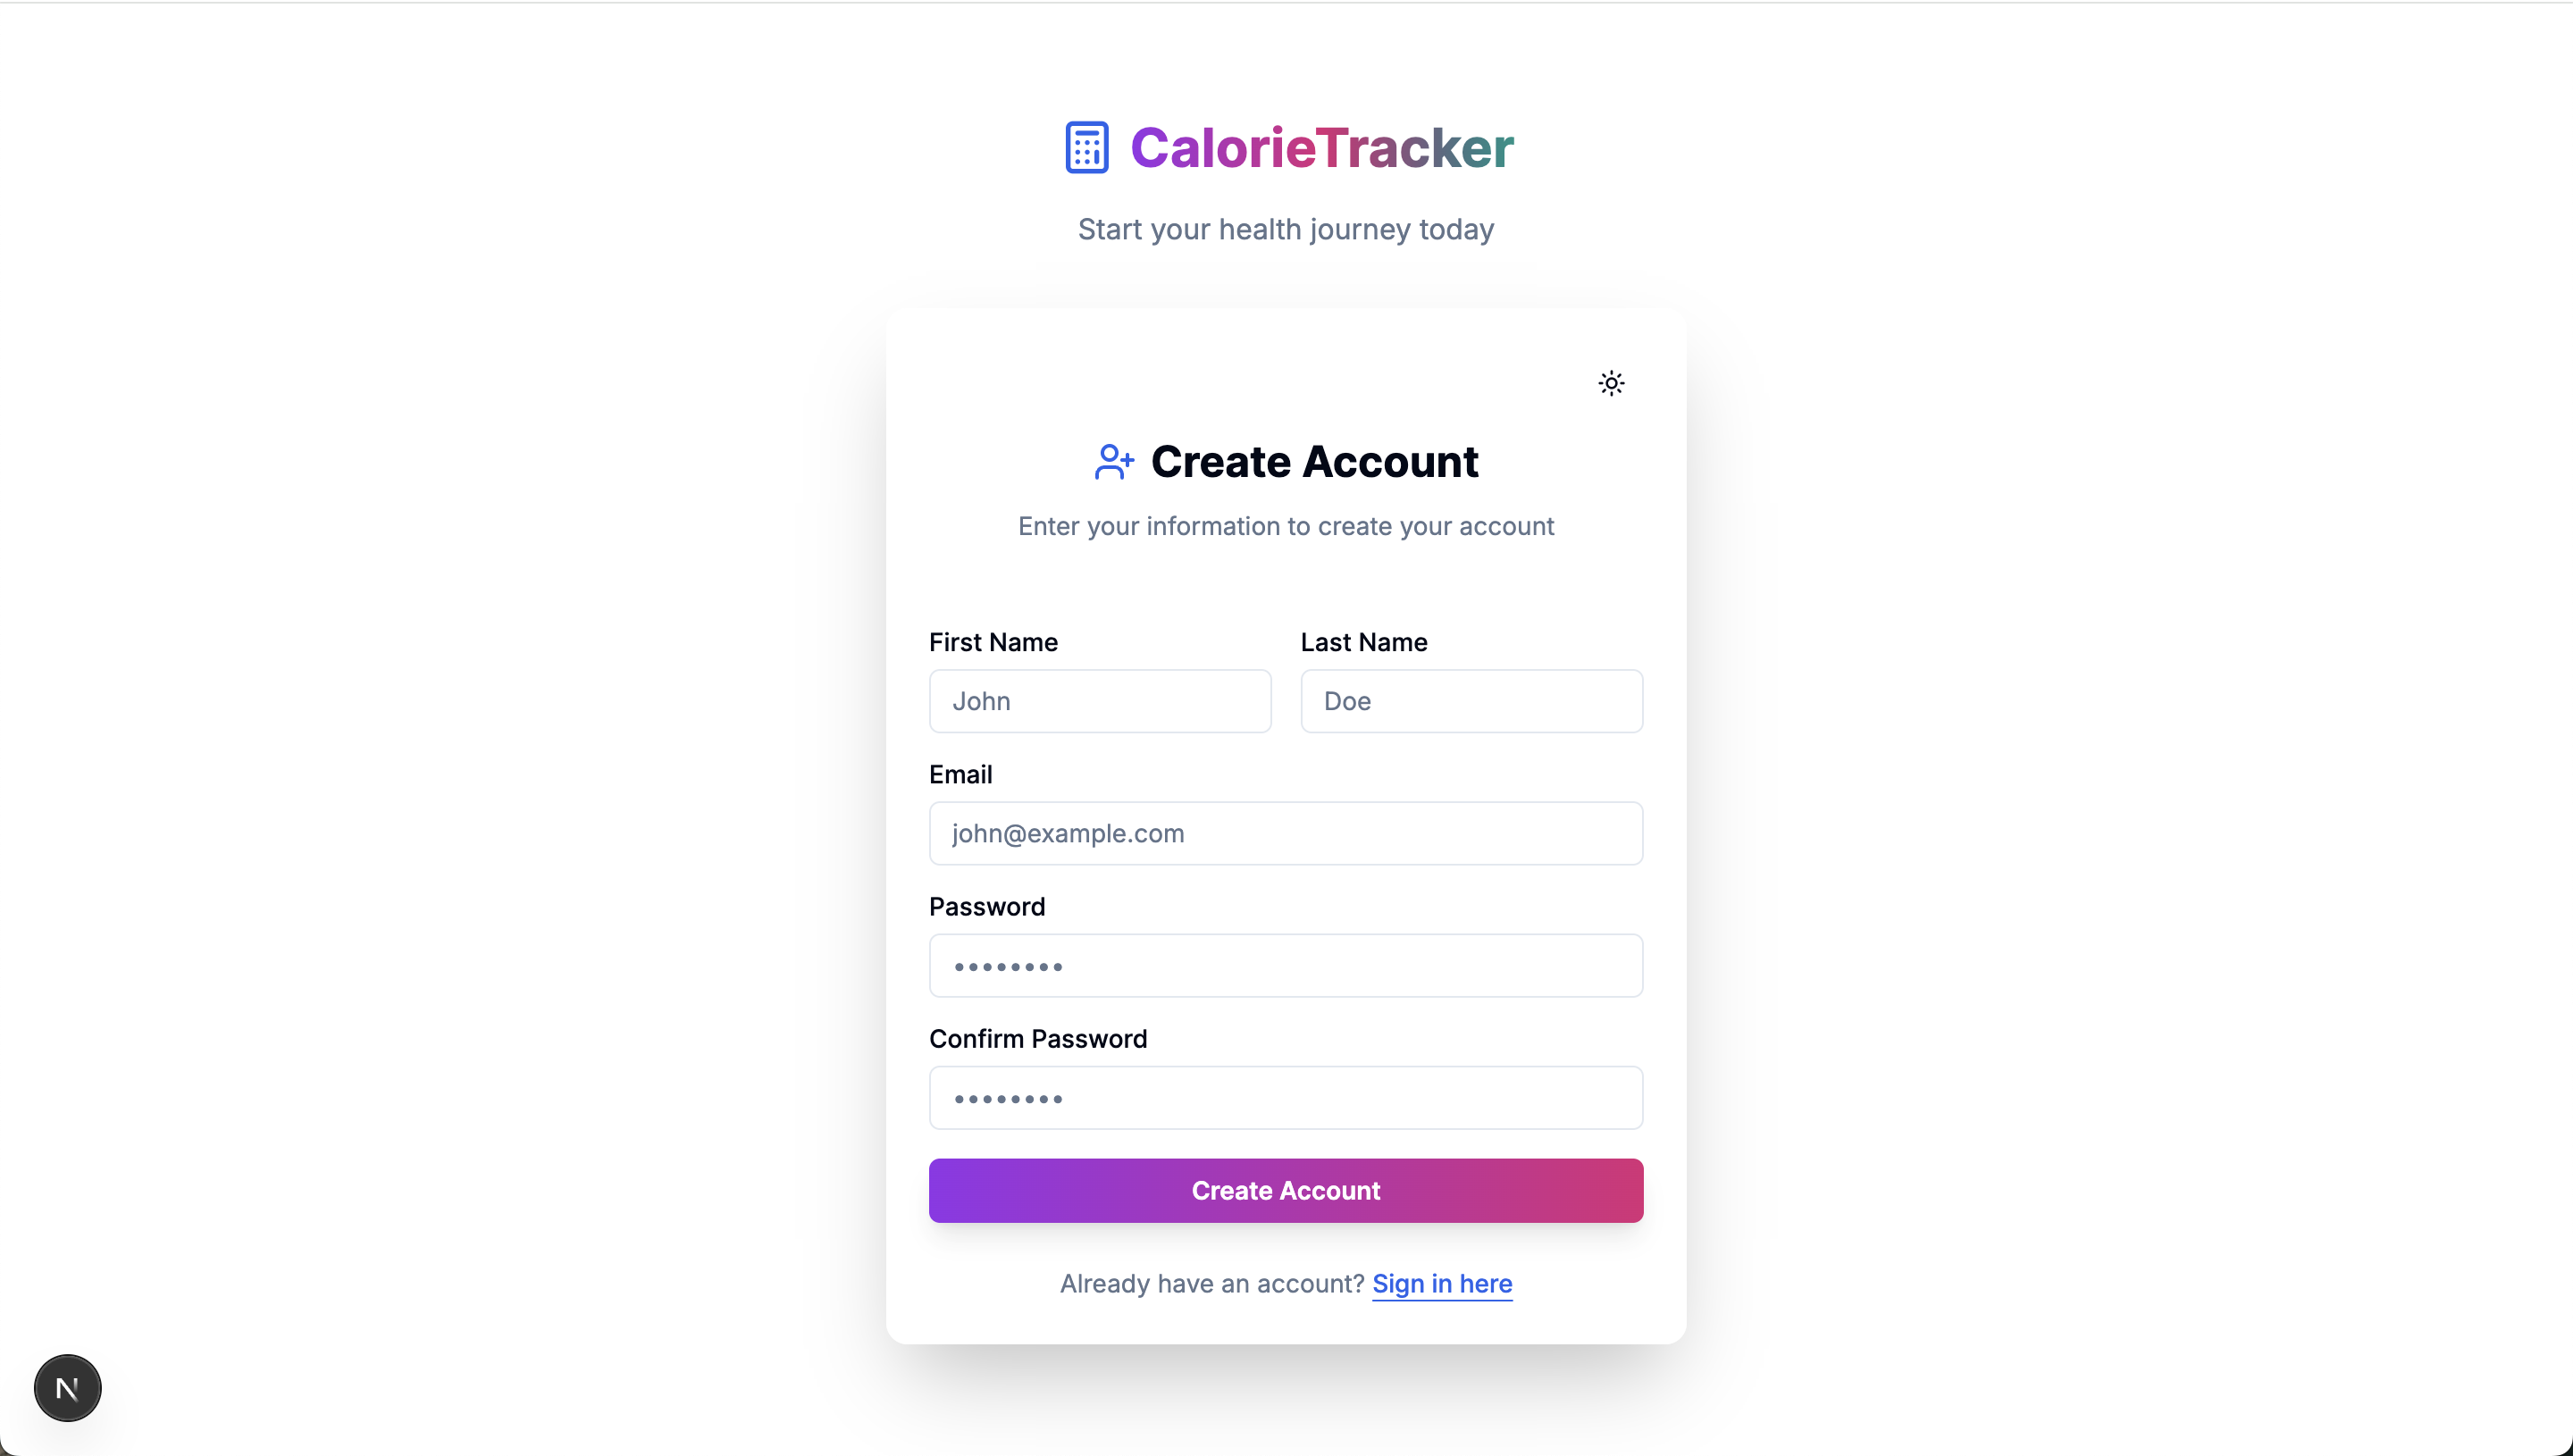 CalorieTracker
Start your health journey today
Create Account
Enter your information to create your account
First Name
Last Name
John
Doe
Email
john@example.com
Password
••••••••
Confirm Password
••••••••
Create Account
Already have an account? Sign in here
N